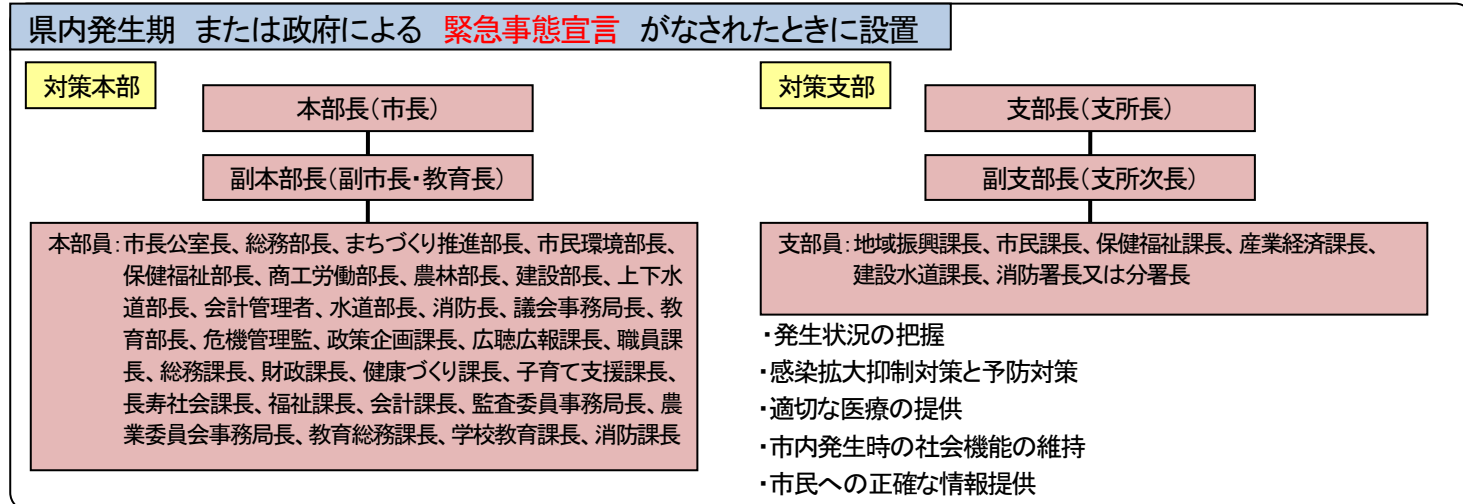 県内発生期 または政府による 緊急事態宣言 がなされたときに設置
対策本部
本部長(市長)
副本部長(副市長・教育長)
本部員:市長公室長、総務部長、まちづくり推進部長、市民環境部長、
保健福祉部長、商工労働部長、農林部長、建設部長、上下水
道部長、会計管理者、水道部長、消防長、議会事務局長、教
育部長、危機管理監、政策企画課長、広聴広報課長、職員課
長、総務課長、財政課長、健康づくり課長、子育て支援課長、
長寿社会課長、福祉課長、会計課長、監査委員事務局長、農
業委員会事務局長、教育総務課長、学校教育課長、消防課長
対策支部
支部長(支所長)
副支部長(支所次長)
支部員:地域振興課長、市民課長、保健福祉課長、産業経済課長、
建設水道課長、消防署長又は分署長
・発生状況の把握
・感染拡大抑制対策と予防対策
・適切な医療の提供
・市内発生時の社会機能の維持
・市民への正確な情報提供